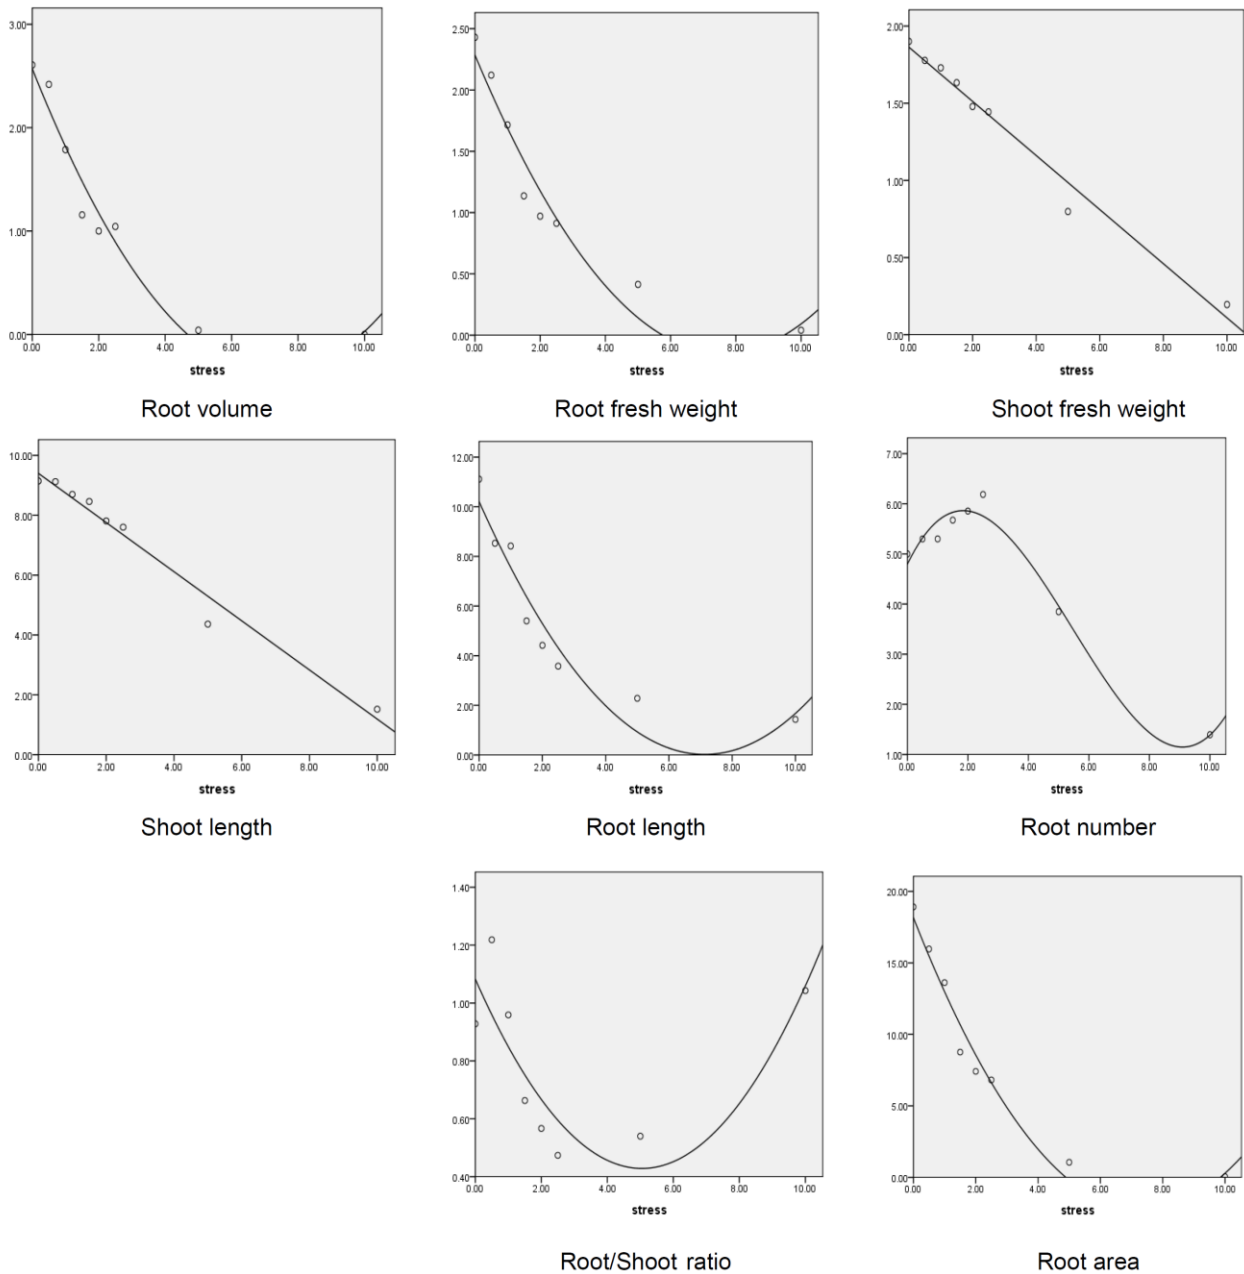 3.00
2.00
1.00
0.00
0.00 2.00 4.00 6.00 8.00 10.00
stress
Root volume
2.50
2.00
1.50
1.00
0.50
0.00
0.00 2.00 4.00 6.00 8.00 10.00
stress
Root fresh weight
2.00
1.50
1.00
0.50
0.00
0.00 2.00 4.00 6.00 8.00 10.00
stress
Shoot fresh weight
10.00
8.00
6.00
4.00
2.00
0.00
0.00 2.00 4.00 6.00 8.00 10.00
stress
Shoot length
12.00
10.00
8.00
6.00
4.00
2.00
0.00
0.00 2.00 4.00 6.00 8.00 10.00
stress
Root length
7.00
6.00
5.00
4.00
3.00
2.00
1.00
0.00 2.00 4.00 6.00 8.00 10.00
stress
Root number
1.40
1.20
1.00
0.80
0.60
0.40
0.00 2.00 4.00 6.00 8.00 10.00
stress
Root/Shoot ratio
20.00
15.00
10.00
5.00
0.00
0.00 2.00 4.00 6.00 8.00 10.00
stress
Root area